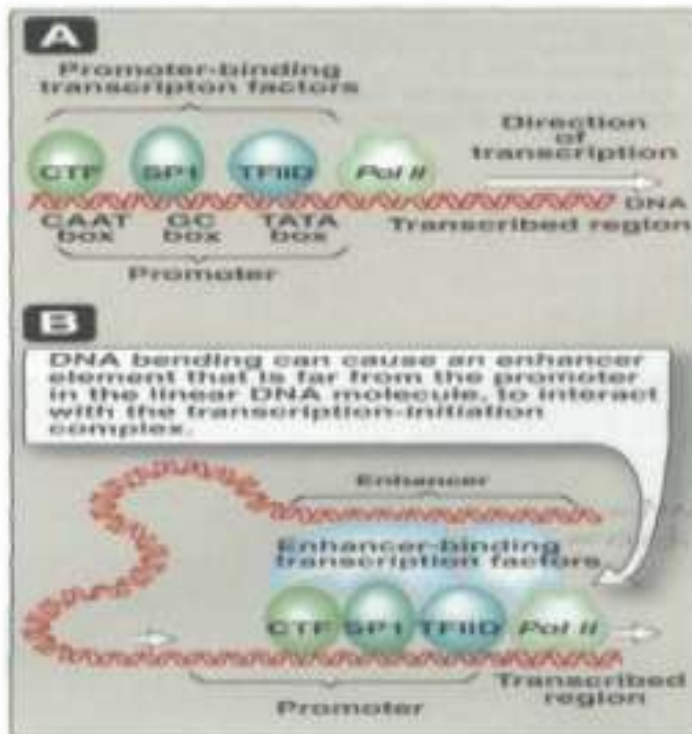 A
Promoter-binding
transcripton factors
Direction
of
transcription
CTF SP1 TFIID Pol II
DNA
CAAT GC TATA Transcribed region
box box box
Promoter
B
DNA bending can cause an enhancer
element that is far from the promoter
in the linear DNA molecule, to interact
with the transcription-initiation
complex.
Enhancer
Enhancer-binding
transcription factors
CTF SP1 TFIID Pol II
Transcribed
region
Promoter